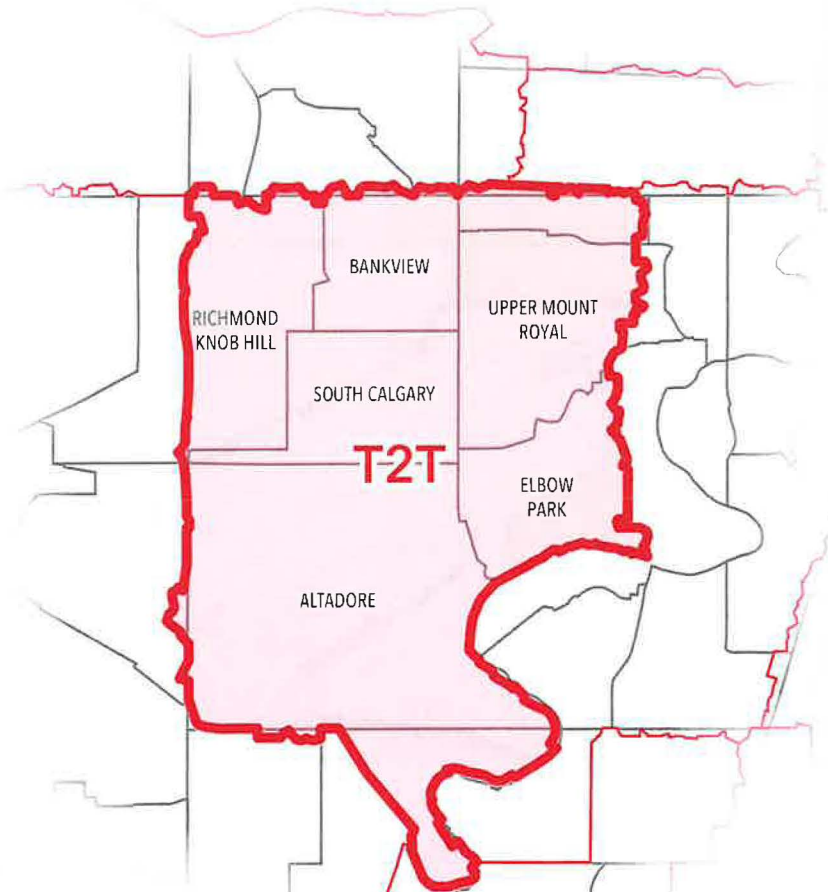 BANKVIEW
RICHMOND
KNOB HILL
UPPER MOUNT
ROYAL
SOUTH CALGARY
T2T
ELBOW
PARK
ALTADORE